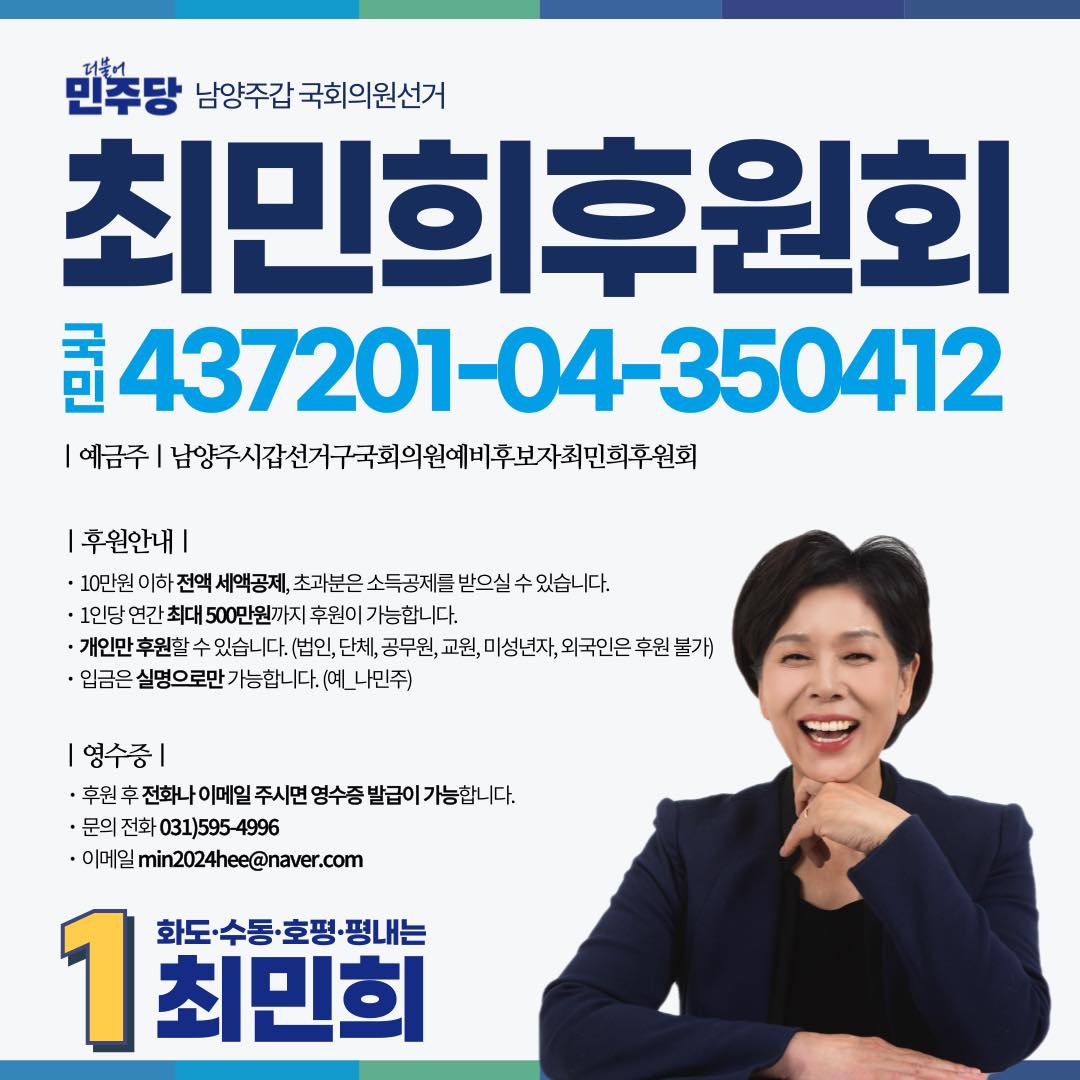 더불어
민주당 남양주갑 국회의원선거
최민희후원회
국민 437201-04-350412
| 예금주 | 남양주시갑선거구국회의원예비후보자최민희후원회
| 후원안내 |
· 10만원 이하 전액 세액공제, 초과분은 소득공제를 받으실 수 있습니다.
· 1인당 연간 최대 500만원까지 후원이 가능합니다.
· 개인만 후원할 수 있습니다. (법인, 단체, 공무원, 교원, 미성년자, 외국인은 후원 불가)
· 입금은 실명으로만 가능합니다. (예_나민주)
| 영수증 |
· 후원 후 전화나 이메일 주시면 영수증 발급이 가능합니다.
· 문의 전화 031)595-4996
· 이메일 min2024hee@naver.com
1 화도·수동·호평·평내는
최민희